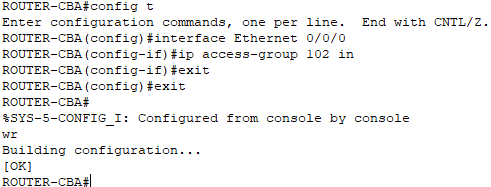 ROUTER-CBA#config t
Enter configuration commands, one per line.  End with CNTL/Z.
ROUTER-CBA(config)#interface Ethernet 0/0/0
ROUTER-CBA(config-if)#ip access-group 102 in
ROUTER-CBA(config-if)#exit
ROUTER-CBA(config)#exit
ROUTER-CBA#
%SYS-5-CONFIG_I: Configured from console by console
wr
Building configuration...
[OK]
ROUTER-CBA#